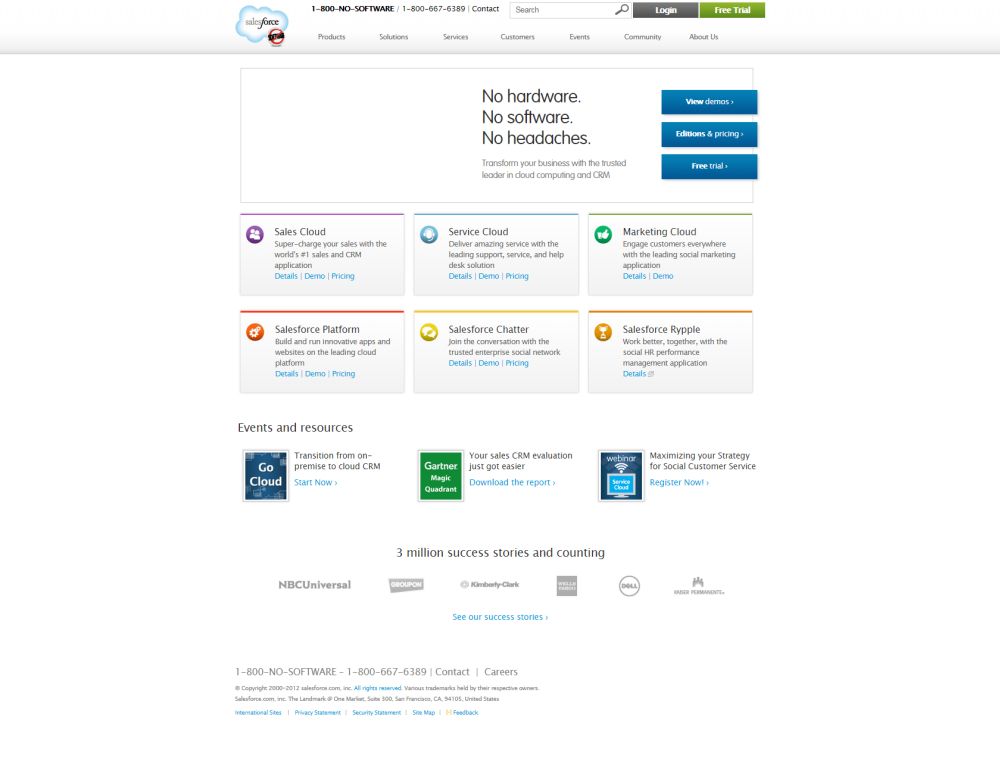 salesforce
1-800-NO-SOFTWARE / 1-800-667-6389 | Contact
Search
Login
Free Trial
Products
Solutions
Services
Customers
Events
Community
About Us
No hardware.
No software.
No headaches.
Transform your business with the trusted
leader in cloud computing and CRM
View demos ›
Editions & pricing ›
Free trial ›
Sales Cloud
Super-charge your sales with the
world's #1 sales and CRM
application
Details | Demo | Pricing
Service Cloud
Deliver amazing service with the
leading support, service, and help
desk solution
Details | Demo | Pricing
Marketing Cloud
Engage customers everywhere
with the leading social marketing
application
Details | Demo
Salesforce Platform
Build and run innovative apps and
websites on the leading cloud
platform
Details | Demo | Pricing
Salesforce Chatter
Join the conversation with the
trusted enterprise social network
Details | Demo | Pricing
Salesforce Rypple
Work better, together, with the
social HR performance
management application
Details
Events and resources
Go
Cloud
Transition from on-
premise to cloud CRM
Start Now ›
Gartner
Magic
Quadrant
Your sales CRM evaluation
just got easier
Download the report ›
webinar
Service
Cloud
Maximizing your Strategy
for Social Customer Service
Register Now! ›
3 million success stories and counting
NBCUniversal
GROUPON
Kimberly-Clark
WELLS
FARGO
DELL
KAISER PERMANENTE®
See our success stories ›
1-800-NO-SOFTWARE - 1-800-667-6389 | Contact | Careers
© Copyright 2000-2012 salesforce.com, inc. All rights reserved. Various trademarks held by their respective owners.
Salesforce.com, inc. The Landmark @ One Market, Suite 300, San Francisco, CA, 94105, United States
International Sites | Privacy Statement | Security Statement | Site Map | [+] Feedback